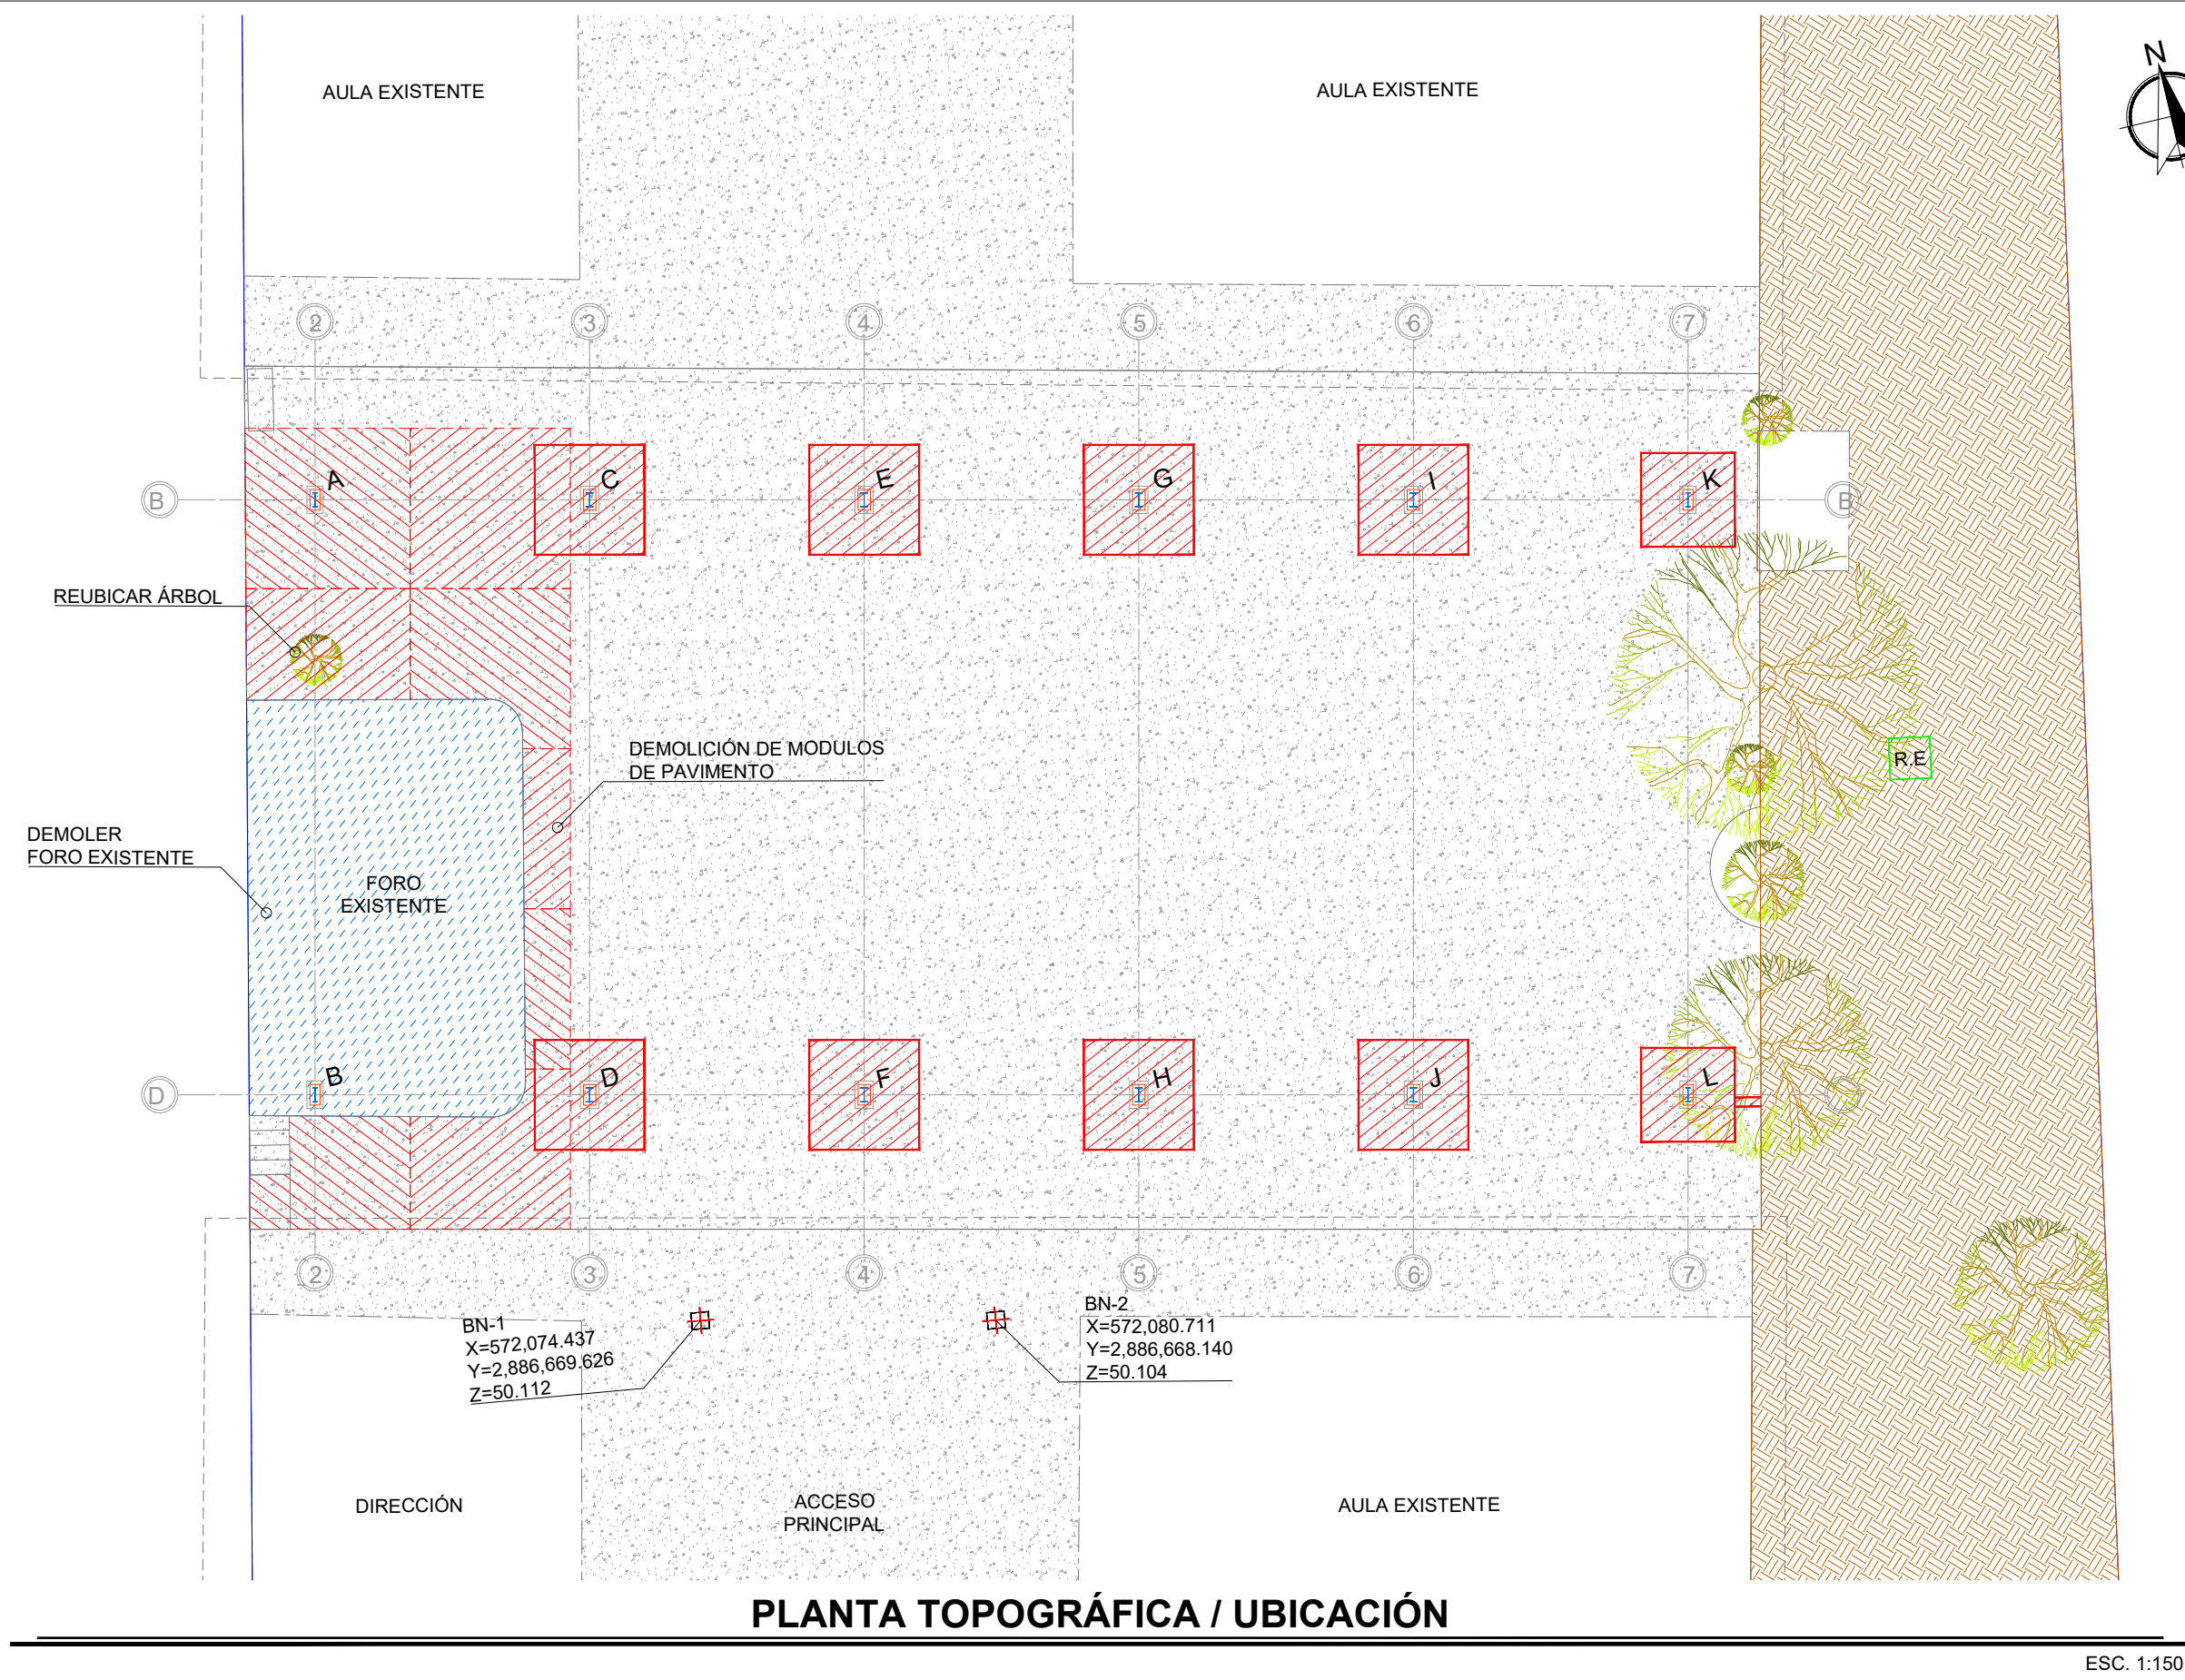 N
AULA EXISTENTE
AULA EXISTENTE
2
3
4
5
6
7
A
C
E
G
I
K
B
B
REUBICAR ÁRBOL
DEMOLICIÓN DE MODULOS
DE PAVIMENTO
R.E
DEMOLER
FORO EXISTENTE
FORO
EXISTENTE
B
D
F
H
J
L
D
2
3
4
5
6
7
BN-1
X=572,074.437
Y=2,886,669.626
Z=50.112
BN-2
X=572,080.711
Y=2,886,668.140
Z=50.104
DIRECCIÓN
ACCESO
PRINCIPAL
AULA EXISTENTE
PLANTA TOPOGRÁFICA / UBICACIÓN
ESC. 1:150